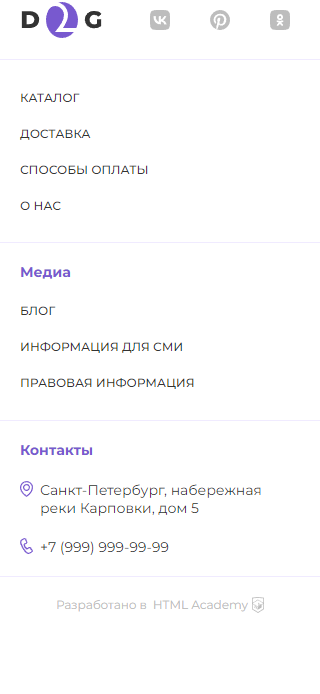 D2G
КАТАЛОГ
ДОСТАВКА
СПОСОБЫ ОПЛАТЫ
О НАС
Медиа
БЛОГ
ИНФОРМАЦИЯ ДЛЯ СМИ
ПРАВОВАЯ ИНФОРМАЦИЯ
Контакты
Санкт-Петербург, набережная
реки Карповки, дом 5
+7 (999) 999-99-99
Разработано в HTML Academy